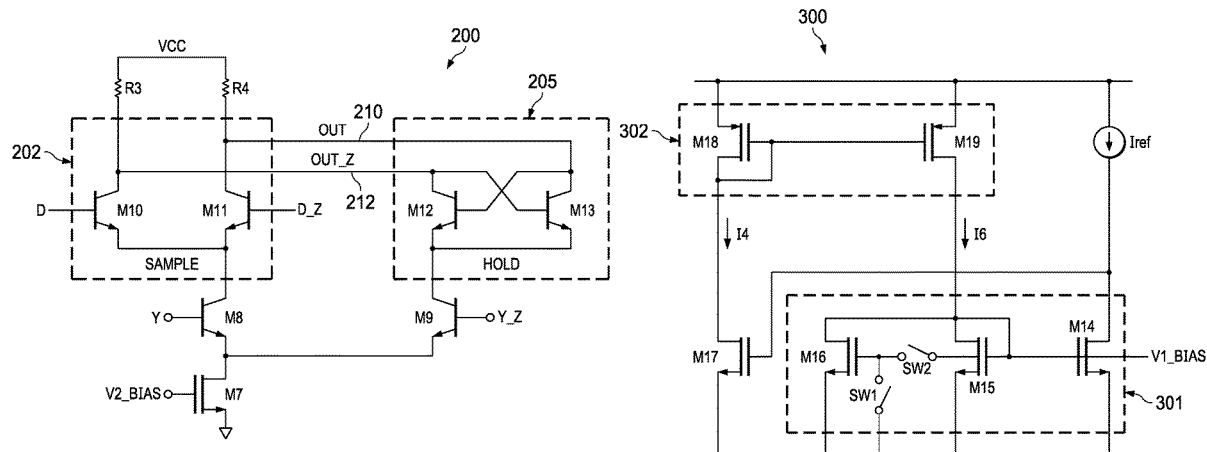 200
VCC
R3
R4
205
202
210
OUT
OUT_Z
212
D
M10
M11
D_Z
M12
M13
SAMPLE
HOLD
Y
M8
M9
Y_Z
V2_BIAS
M7
300
302
M18
M19
Iref
I4
I6
M17
M16
SW2
SW1
M15
M14
V1_BIAS
301